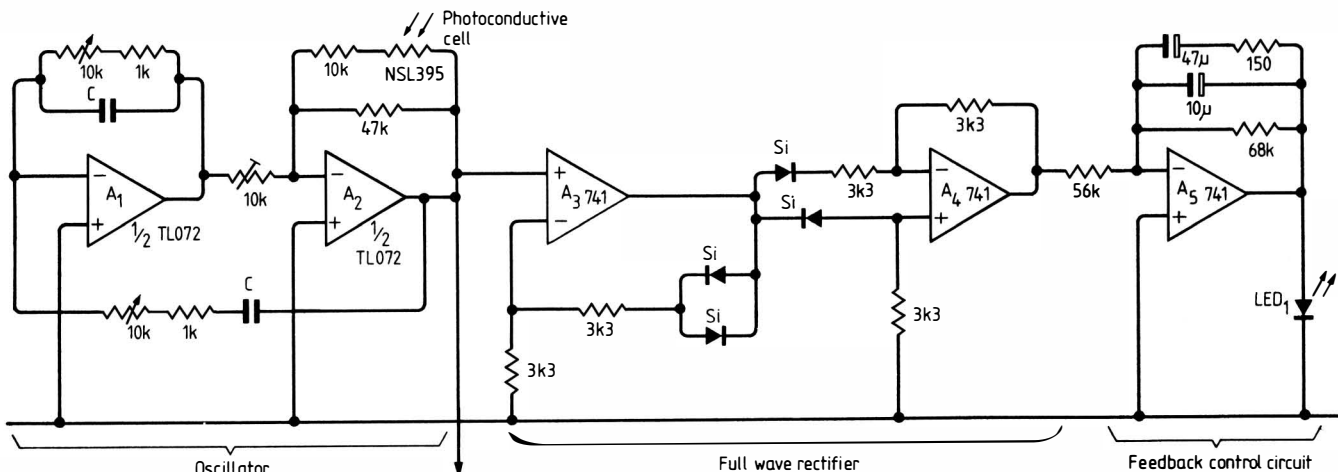 Photoconductive
cell
10k
1k
C
10k
NSL395
47k
−
+
A1
1/2 TL072
10k
−
+
A2
1/2
TL072
10k
1k
C
+
−
A3 741
Si
Si
Si
Si
3k3
3k3
3k3
3k3
3k3
−
+
A4 741
56k
47μ
150
10μ
68k
−
+
A5 741
LED1
Oscillator
Full wave rectifier
Feedback control circuit